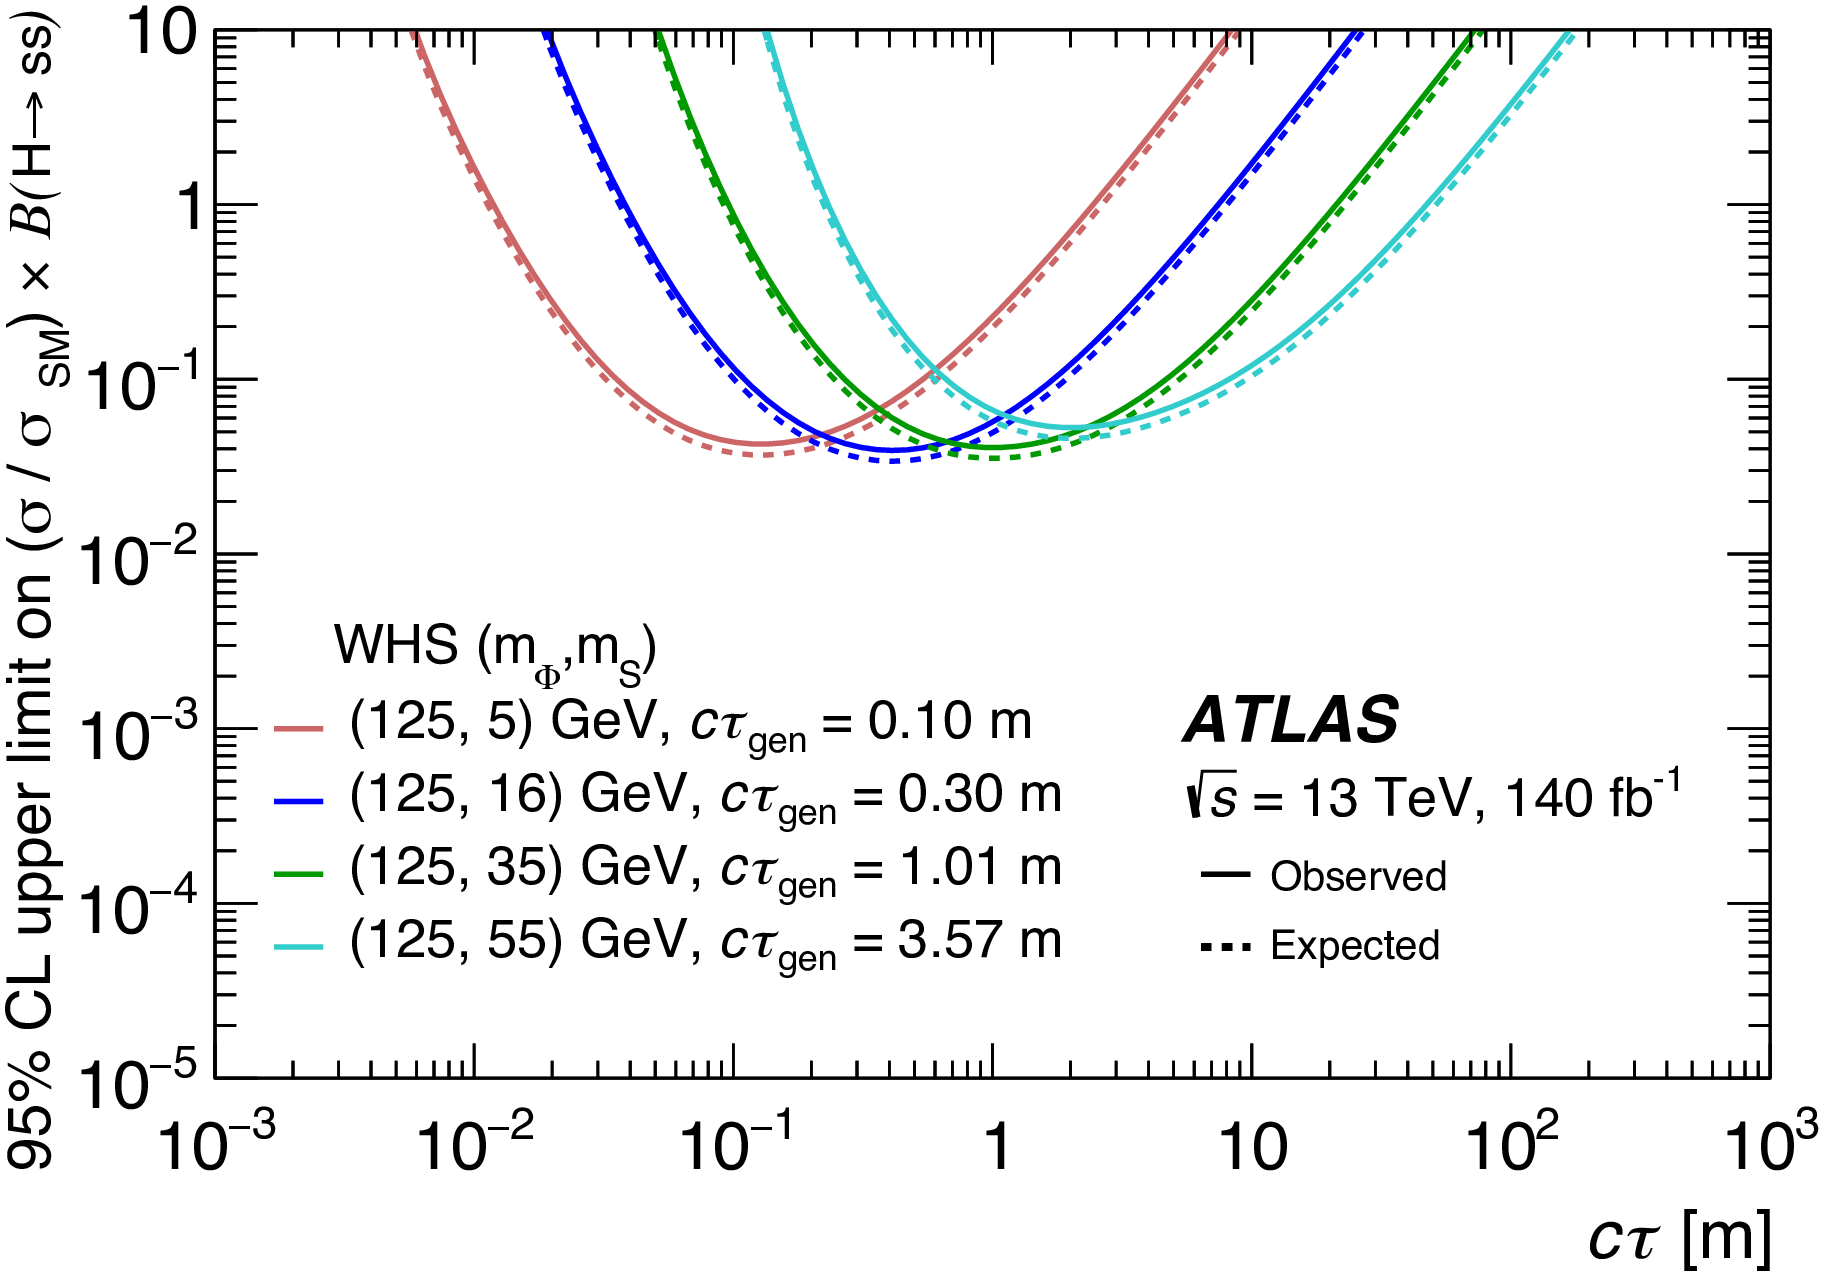 95% CL upper limit on (σ / σ SM) × B(H→ ss)
10
1
10⁻¹
10⁻²
10⁻³
10⁻⁴
10⁻⁵
WHS (mΦ,mS)
(125, 5) GeV, cτgen = 0.10 m
(125, 16) GeV, cτgen = 0.30 m
(125, 35) GeV, cτgen = 1.01 m
(125, 55) GeV, cτgen = 3.57 m
ATLAS
√s = 13 TeV, 140 fb⁻¹
Observed
Expected
10⁻³ 10⁻² 10⁻¹ 1 10 10² 10³
cτ [m]